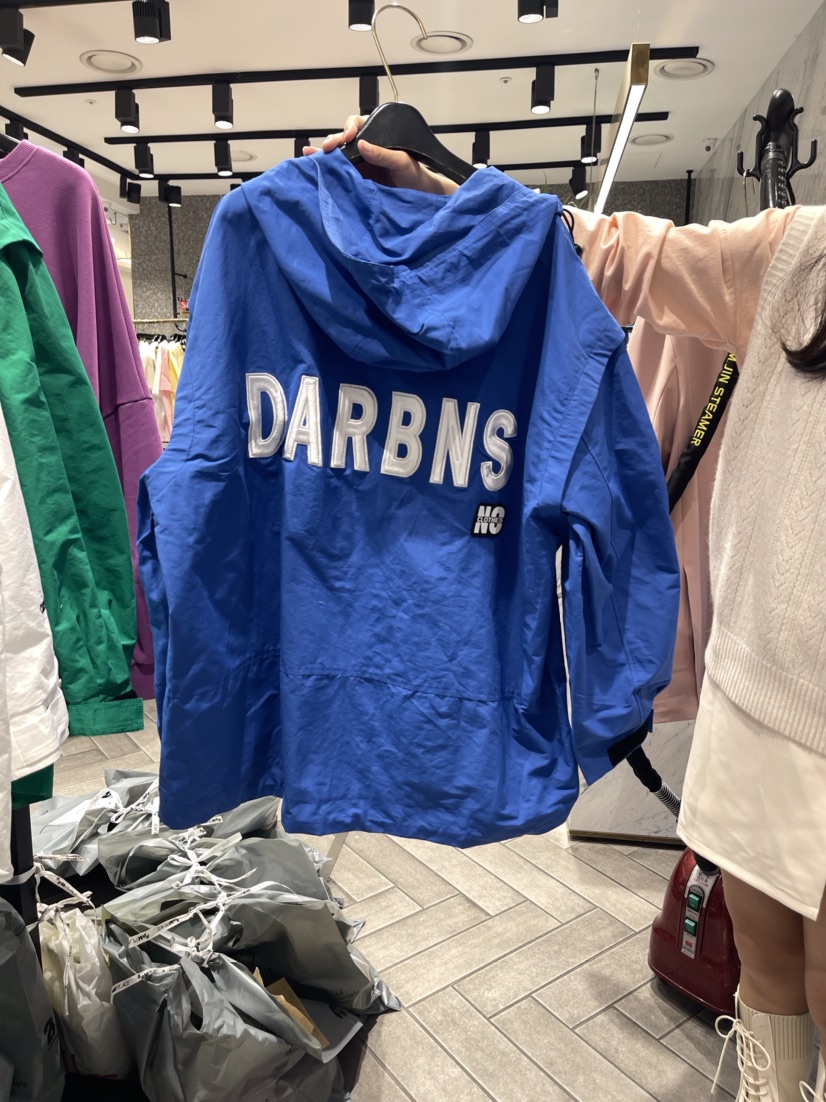 DARBNS
NO
CLOTHES
M JIN STEAMER